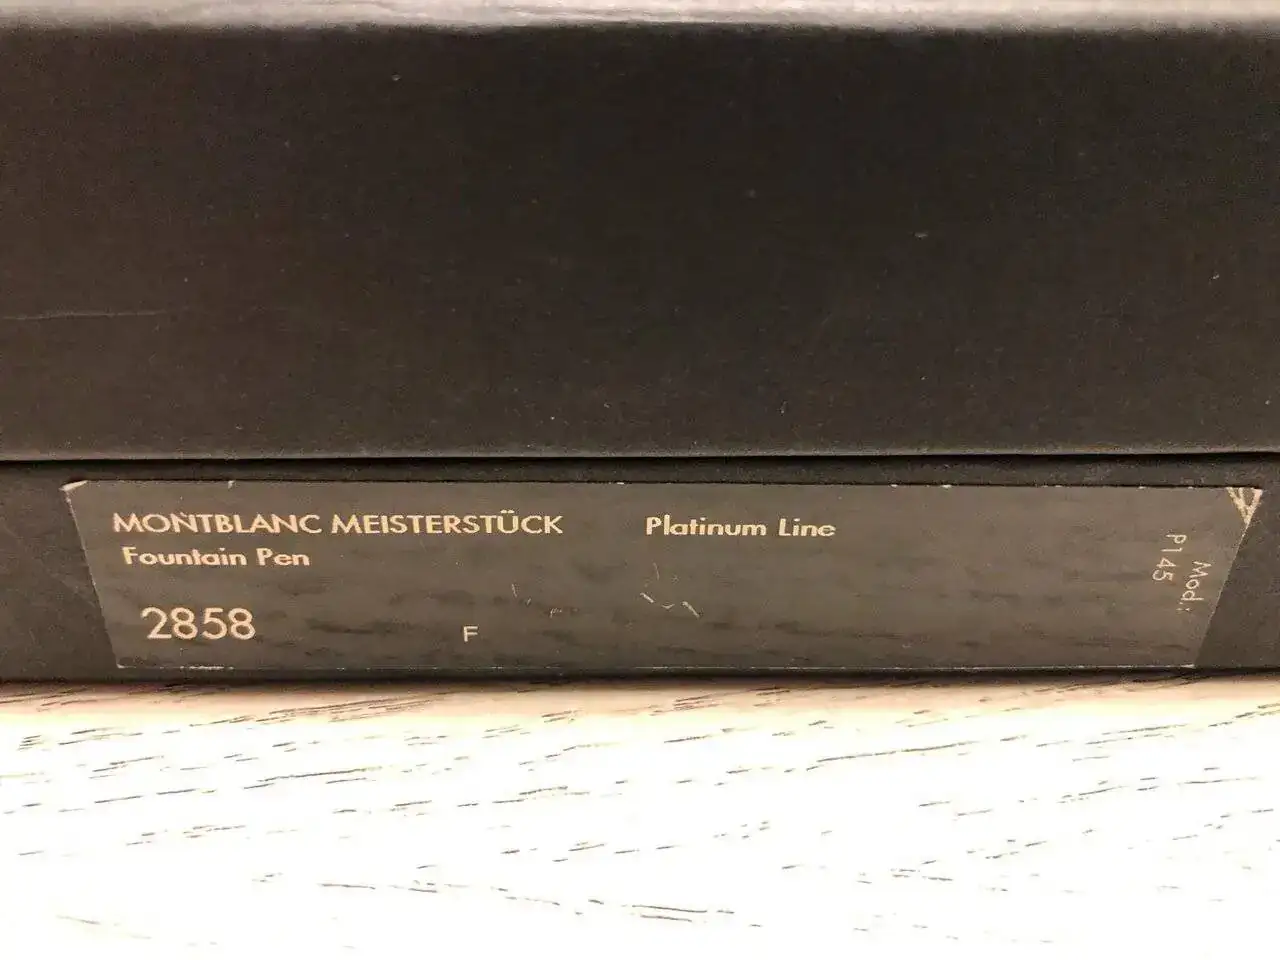 MONTBLANC MEISTERSTÜCK Platinum Line
Fountain Pen
2858 F
Mod.:
P145